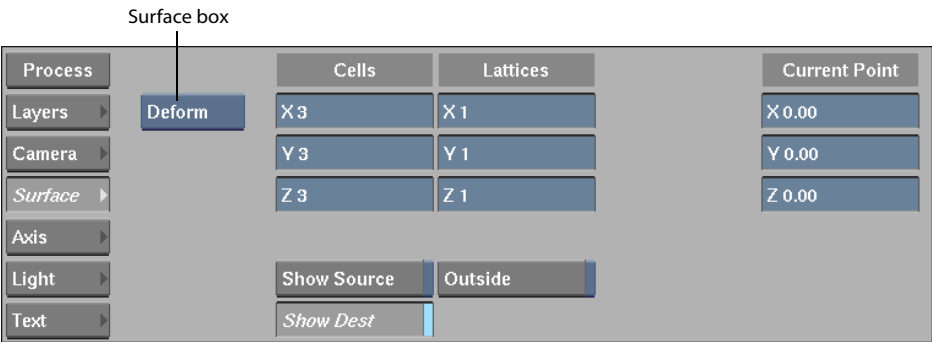 Surface box
Process Cells Lattices Current Point
Layers Deform X 3 X 1 X 0.00
Camera Y 3 Y 1 Y 0.00
Surface Z 3 Z 1 Z 0.00
Axis
Light Show Source Outside
Text Show Dest